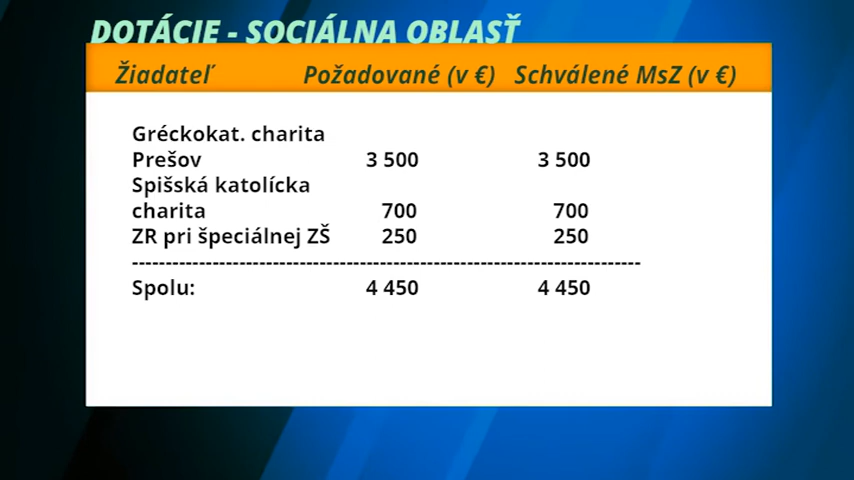 DOTÁCIE - SOCIÁLNA OBLASŤ
Žiadateľ Požadované (v €) Schválené MsZ (v €)
Gréckokat. charita
Prešov 3 500 3 500
Spišská katolícka
charita 700 700
ZR pri špeciálnej ZŠ 250 250
-------------------------------------------------------------
Spolu: 4 450 4 450